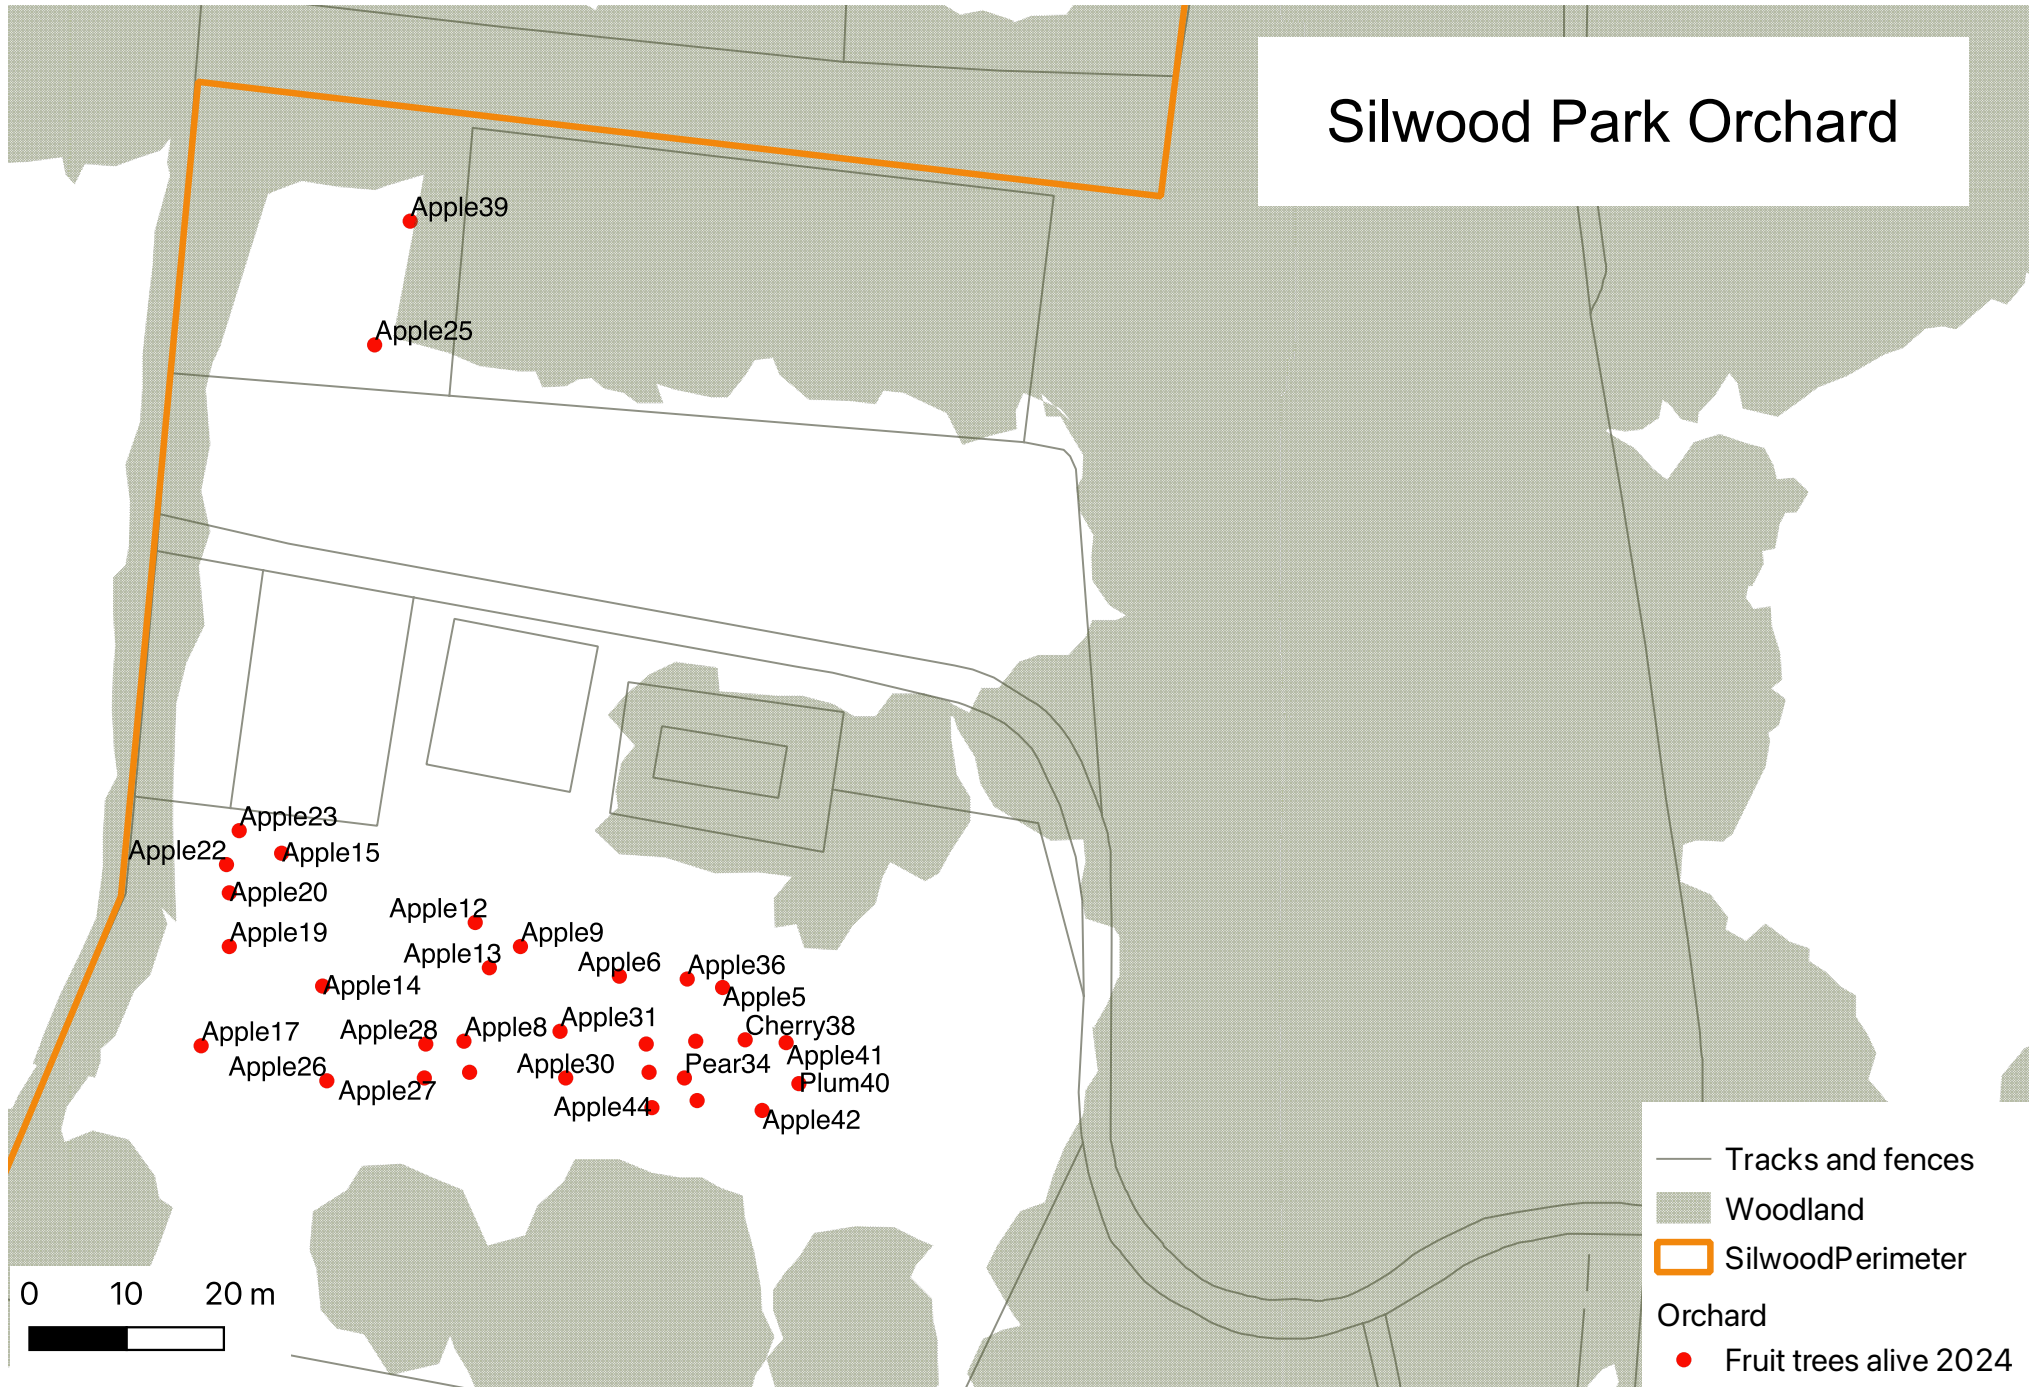 Silwood Park Orchard
Apple39
Apple25
Apple23
Apple22
Apple15
Apple20
Apple12
Apple19
Apple9
Apple13
Apple6
Apple36
Apple14
Apple5
Apple17
Apple28
Apple8
Apple31
Cherry38
Apple41
Apple26
Apple30
Pear34
Apple27
Plum40
Apple44
Apple42
Tracks and fences
Woodland
SilwoodPerimeter
0 10 20 m
Orchard
Fruit trees alive 2024